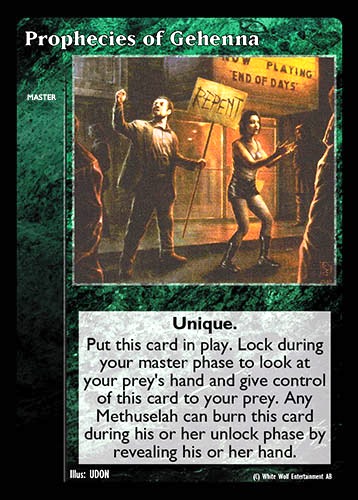 Prophecies of Gehenna
MASTER
NOW PLAYING
"END OF DAYS"
REPENT
Unique.
Put this card in play. Lock during
your master phase to look at
your prey's hand and give control
of this card to your prey. Any
Methuselah can burn this card
during his or her unlock phase by
revealing his or her hand.
Illus: UDON
(C) White Wolf Entertainment AB